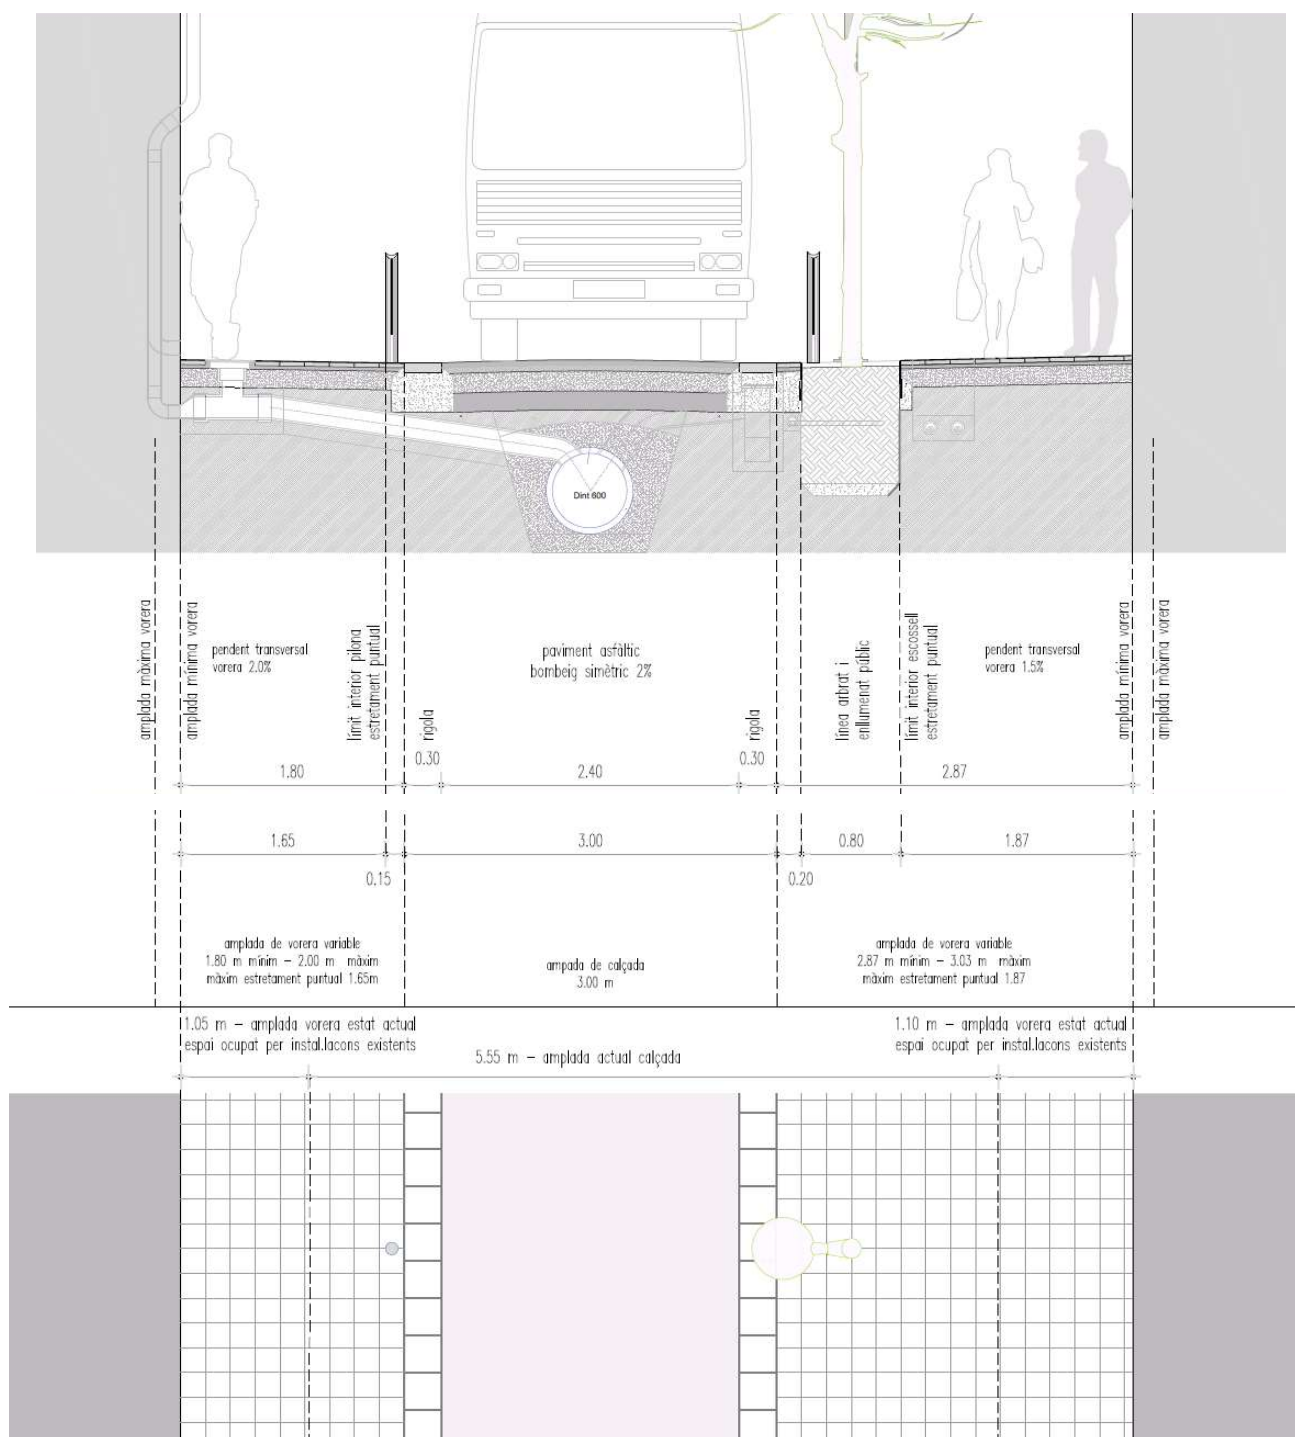 Dint 600
amplada màxima vorera
amplada mínima vorera
pendent transversal
vorera 2.0%
límit interior pilona
estretament puntual
rigola
paviment asfàltic
bombeig simètric 2%
rigola
línea arbrat i
enllumenat públic
límit interior escossell
estretament puntual
pendent transversal
vorera 1.5%
amplada mínima vorera
amplada màxima vorera
1.80
0.30
2.40
0.30
2.87
1.65
0.15
3.00
0.20
0.80
1.87
amplada de vorera variable
1.80 m mínim – 2.00 m màxim
màxim estretament puntual 1.65m
ampada de calçada
3.00 m
amplada de vorera variable
2.87 m mínim – 3.03 m màxim
màxim estretament puntual 1.87
1.05 m – amplada vorera estat actual
espai ocupat per instal.lacons existents
5.55 m – amplada actual calçada
1.10 m – amplada vorera estat actual
espai ocupat per instal.lacons existents